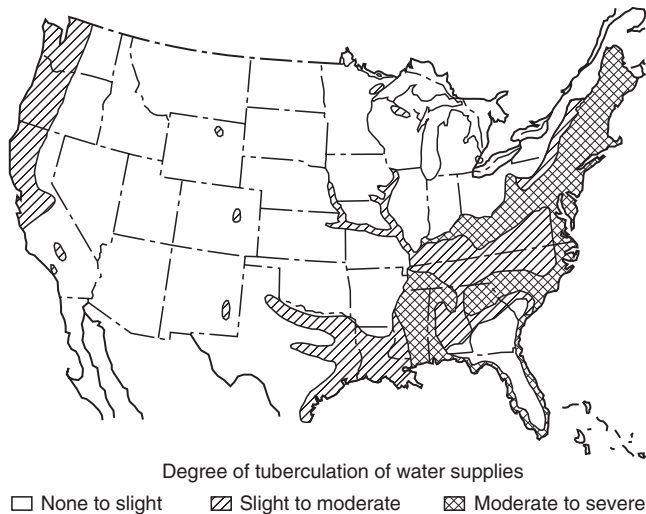 Degree of tuberculation of water supplies
None to slight Slight to moderate Moderate to severe